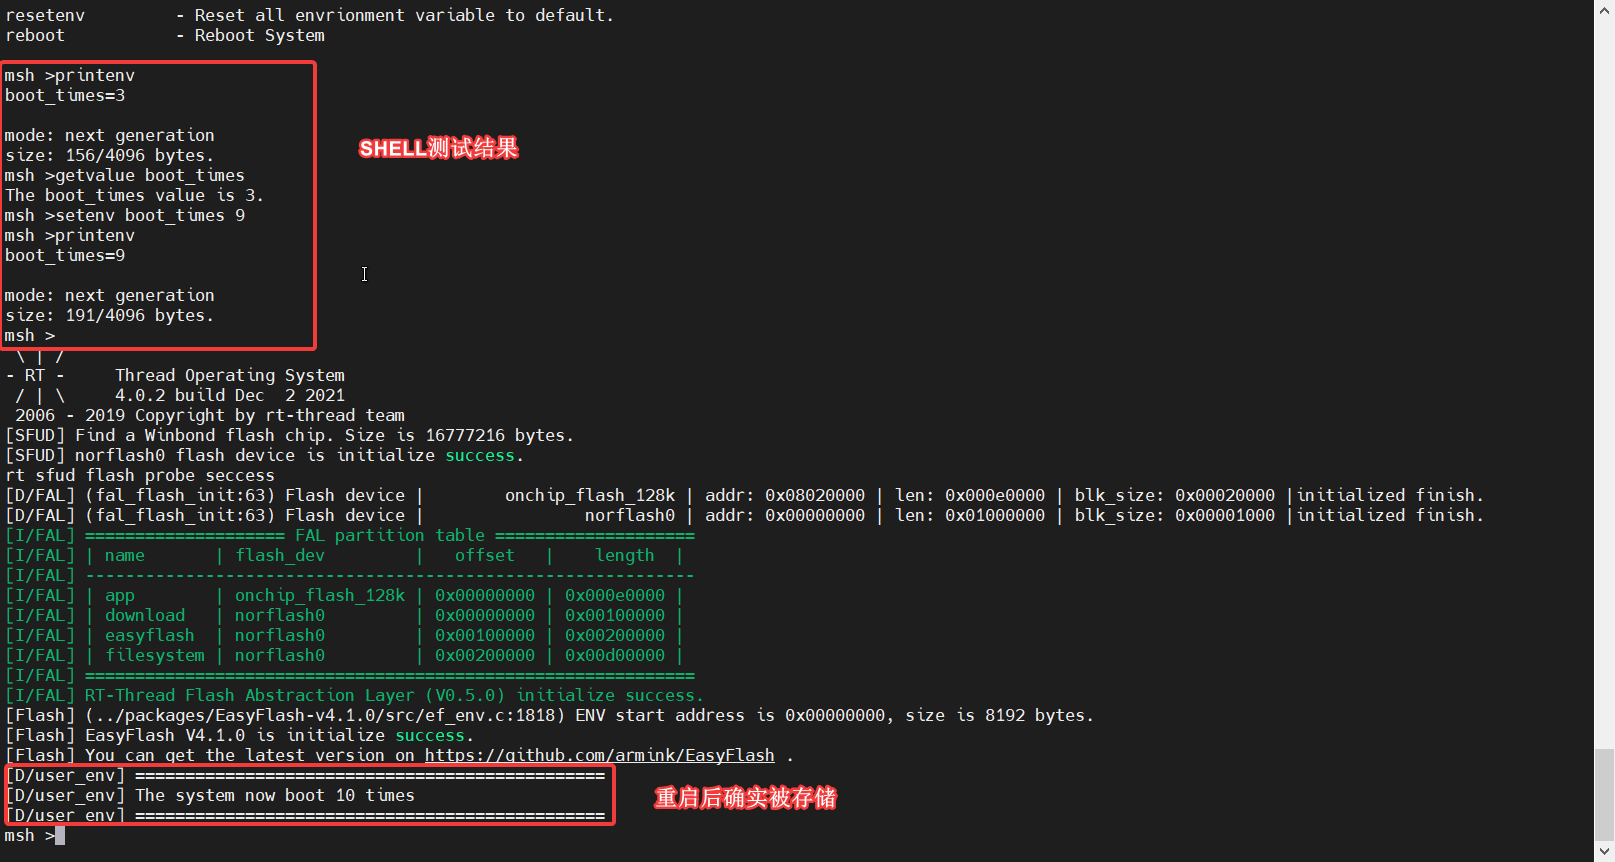 resetenv         - Reset all envrionment variable to default.
reboot           - Reboot System
msh >printenv
boot_times=3
mode: next generation
size: 156/4096 bytes.
SHELL测试结果
msh >getvalue boot_times
The boot_times value is 3.
msh >setenv boot_times 9
msh >printenv
boot_times=9
mode: next generation
size: 191/4096 bytes.
msh >
 \ | /
- RT -     Thread Operating System
 / | \     4.0.2 build Dec  2 2021
 2006 - 2019 Copyright by rt-thread team
[SFUD] Find a Winbond flash chip. Size is 16777216 bytes.
[SFUD] norflash0 flash device is initialize success.
rt sfud flash probe seccess
[D/FAL] (fal_flash_init:63) Flash device |        onchip_flash_128k | addr: 0x08020000 | len: 0x000e0000 | blk_size: 0x00020000 |initialized finish.
[D/FAL] (fal_flash_init:63) Flash device |                norflash0 | addr: 0x00000000 | len: 0x01000000 | blk_size: 0x00001000 |initialized finish.
[I/FAL] ==================== FAL partition table ====================
[I/FAL] | name       | flash_dev         |   offset   |    length  |
[I/FAL] -------------------------------------------------------------
[I/FAL] | app        | onchip_flash_128k | 0x00000000 | 0x000e0000 |
[I/FAL] | download   | norflash0         | 0x00000000 | 0x00100000 |
[I/FAL] | easyflash  | norflash0         | 0x00100000 | 0x00200000 |
[I/FAL] | filesystem | norflash0         | 0x00200000 | 0x00d00000 |
[I/FAL] =============================================================
[I/FAL] RT-Thread Flash Abstraction Layer (V0.5.0) initialize success.
[Flash] (../packages/EasyFlash-v4.1.0/src/ef_env.c:1818) ENV start address is 0x00000000, size is 8192 bytes.
[Flash] EasyFlash V4.1.0 is initialize success.
[Flash] You can get the latest version on https://github.com/armink/EasyFlash .
[D/user_env] ===============================================
[D/user_env] The system now boot 10 times
重启后确实被存储
[D/user_env] ===============================================
msh >